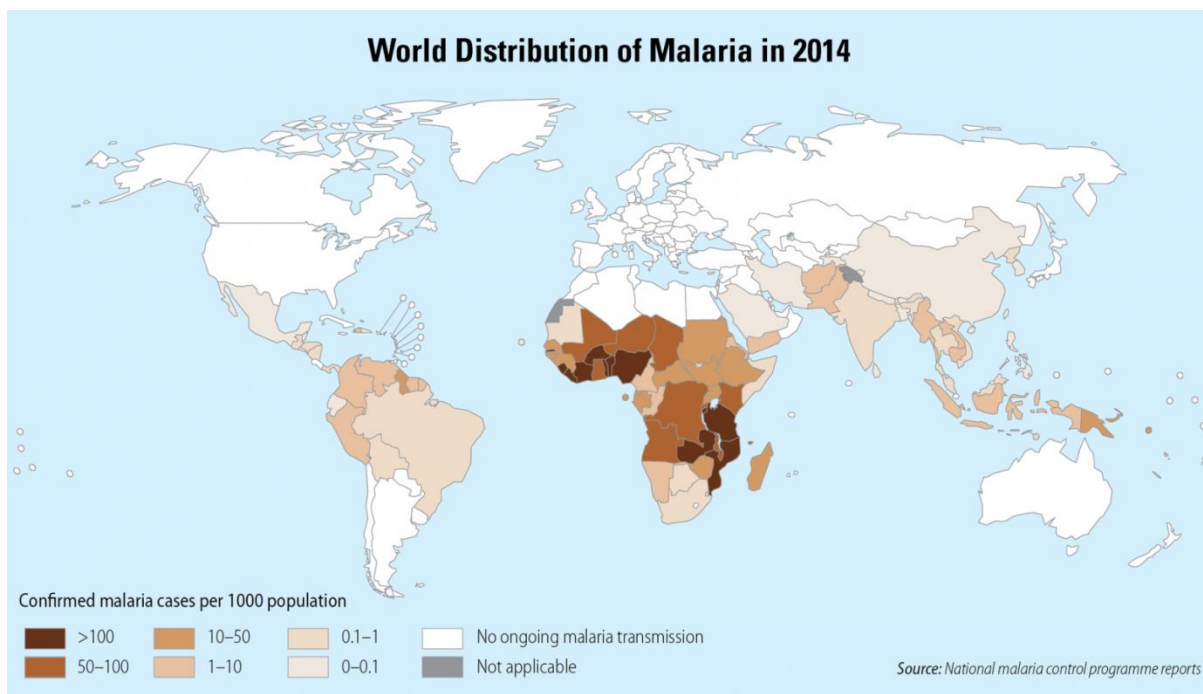 World Distribution of Malaria in 2014
Confirmed malaria cases per 1000 population
>100
10–50
0.1–1
No ongoing malaria transmission
50–100
1–10
0–0.1
Not applicable
Source: National malaria control programme reports